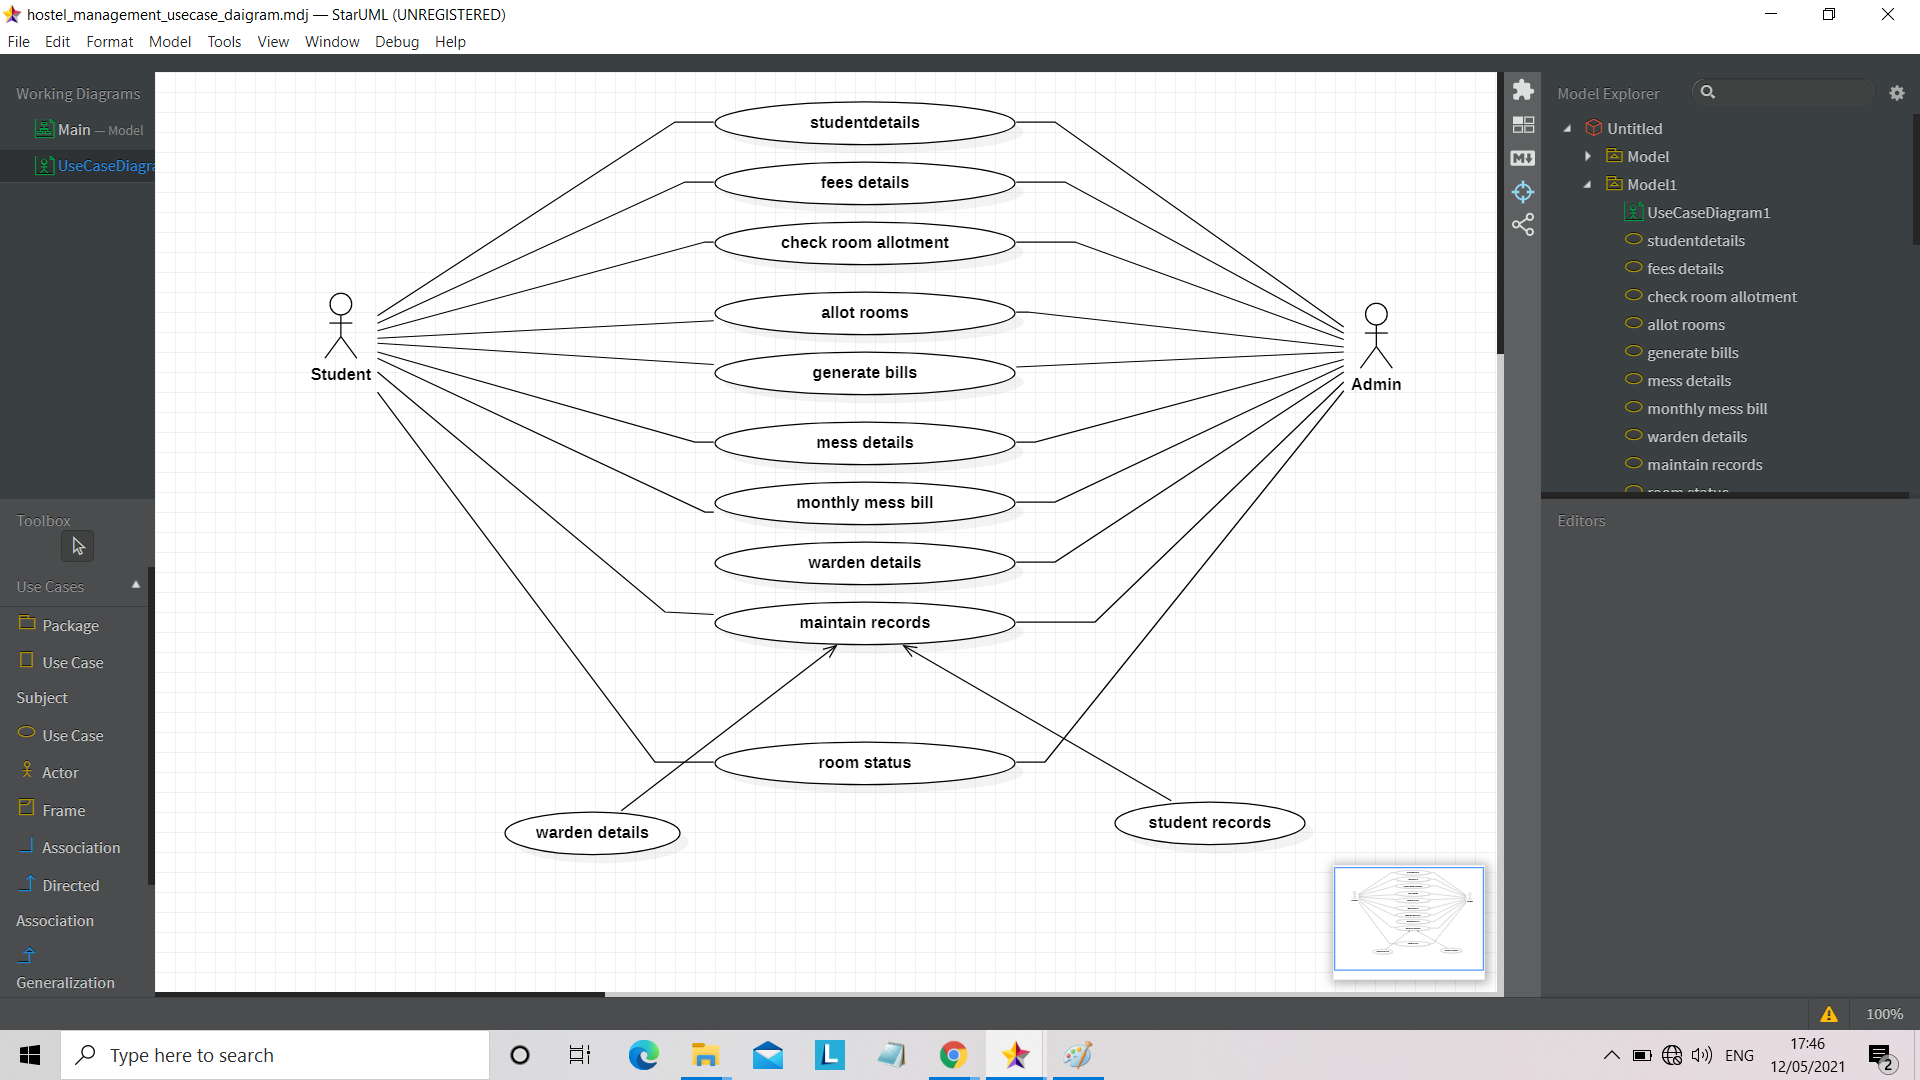 hostel_management_usecase_daigram.mdj — StarUML (UNREGISTERED)
File Edit Format Model Tools View Window Debug Help
Working Diagrams
Main — Model
UseCaseDiagra
Toolbox
Use Cases
Package
Use Case
Subject
Use Case
Actor
Frame
Association
Directed
Association
Generalization
studentdetails
fees details
check room allotment
allot rooms
generate bills
mess details
monthly mess bill
warden details
maintain records
room status
warden details
student records
Student
Admin
Model Explorer
Untitled
Model
Model1
UseCaseDiagram1
studentdetails
fees details
check room allotment
allot rooms
generate bills
mess details
monthly mess bill
warden details
maintain records
room status
Editors
100%
Type here to search
L
ENG
17:46
12/05/2021
2